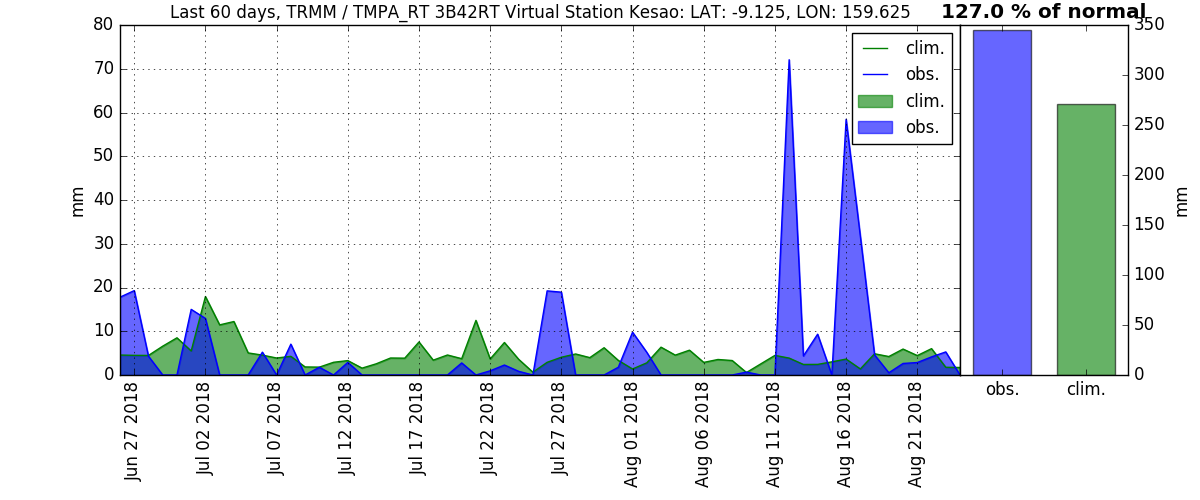 Last 60 days, TRMM / TMPA_RT 3B42RT Virtual Station Kesao: LAT: -9.125, LON: 159.625
127.0 % of normal
80
70
60
50
40
30
20
10
0
mm
clim.
obs.
clim.
obs.
350
300
250
200
150
100
50
0
mm
obs.
clim.
Jun 27 2018
Jul 02 2018
Jul 07 2018
Jul 12 2018
Jul 17 2018
Jul 22 2018
Jul 27 2018
Aug 01 2018
Aug 06 2018
Aug 11 2018
Aug 16 2018
Aug 21 2018